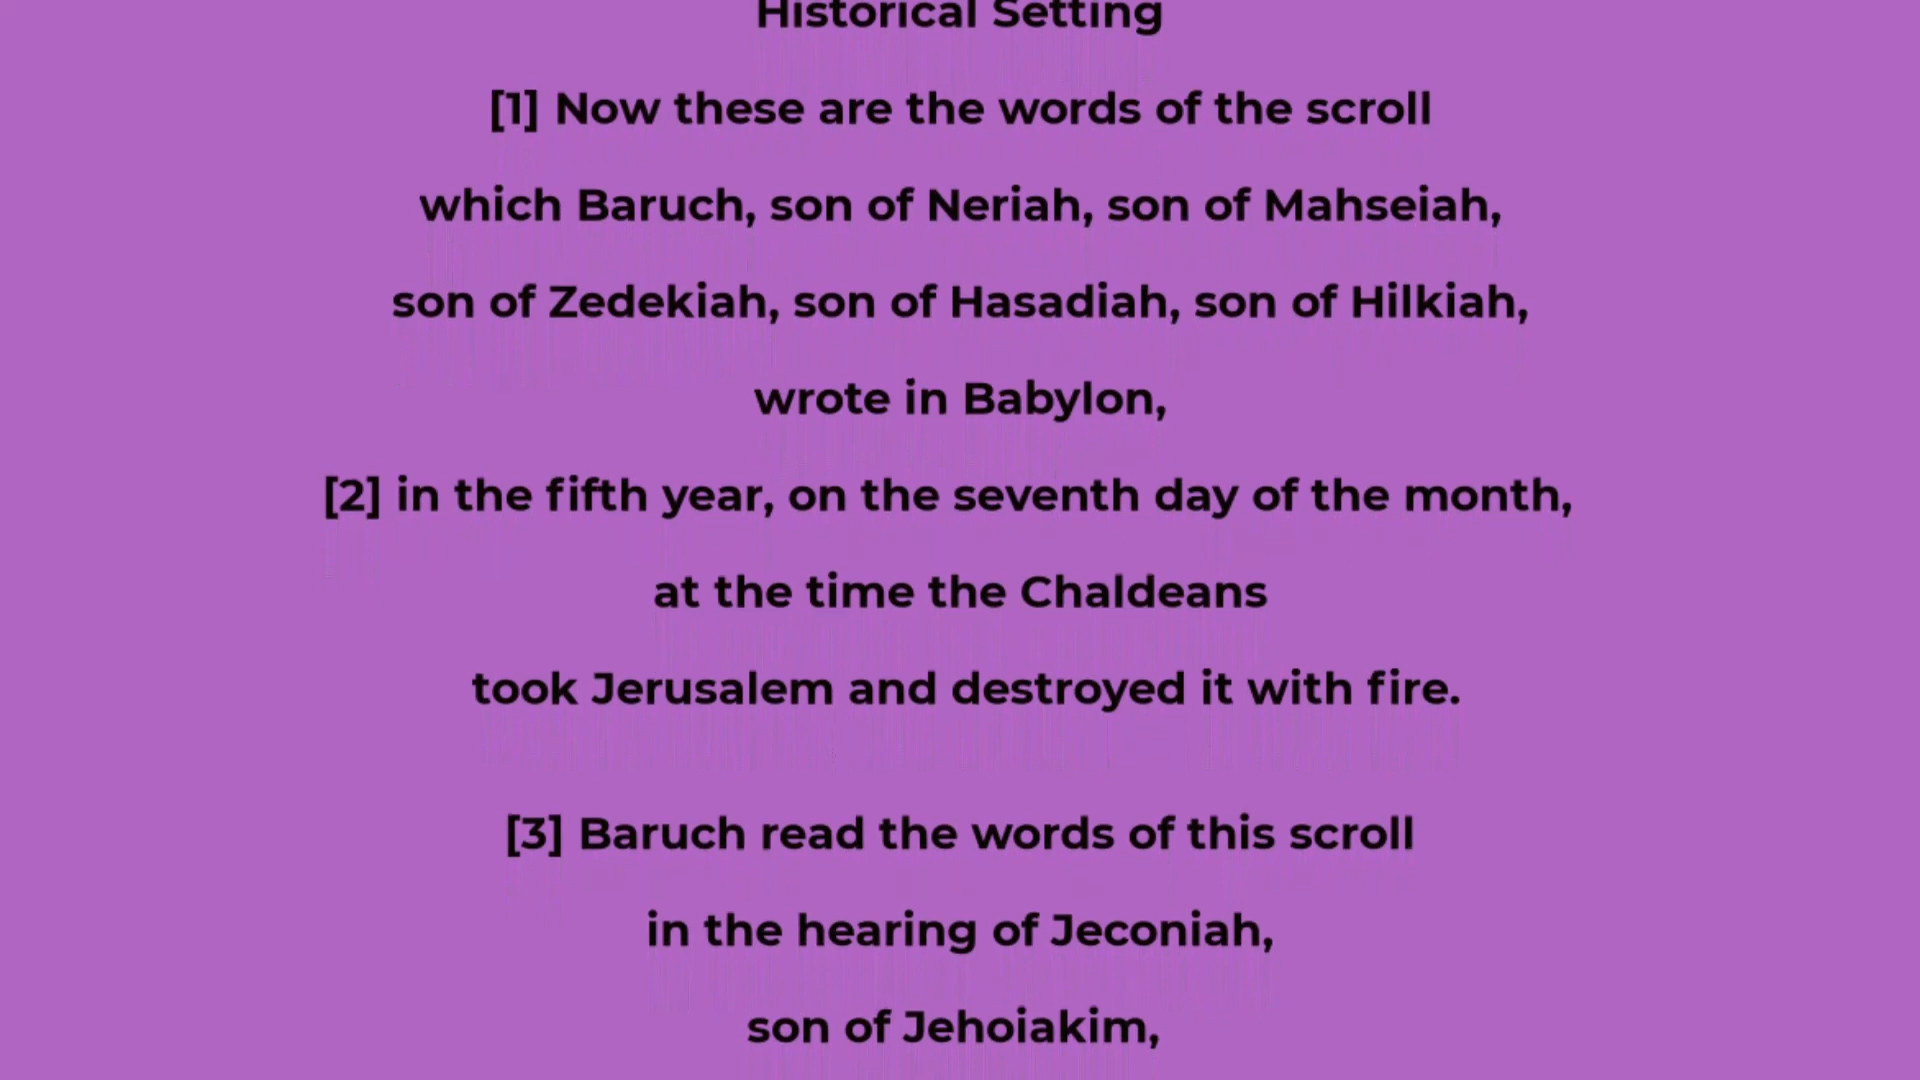 Historical Setting
[1] Now these are the words of the scroll
which Baruch, son of Neriah, son of Mahseiah,
son of Zedekiah, son of Hasadiah, son of Hilkiah,
wrote in Babylon,
[2] in the fifth year, on the seventh day of the month,
at the time the Chaldeans
took Jerusalem and destroyed it with fire.
[3] Baruch read the words of this scroll
in the hearing of Jeconiah,
son of Jehoiakim,